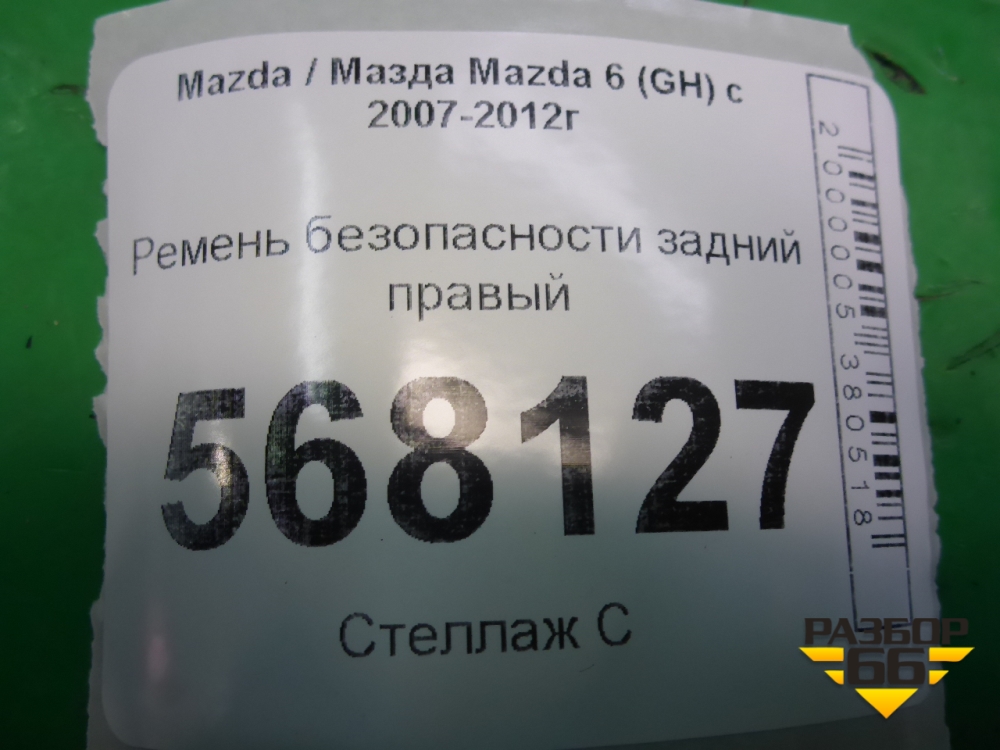 Mazda / Мазда Mazda 6 (GH) с
2007-2012г
Ремень безопасности задний
правый
568127
Стеллаж С
2000005380518
РАЗБОР
66